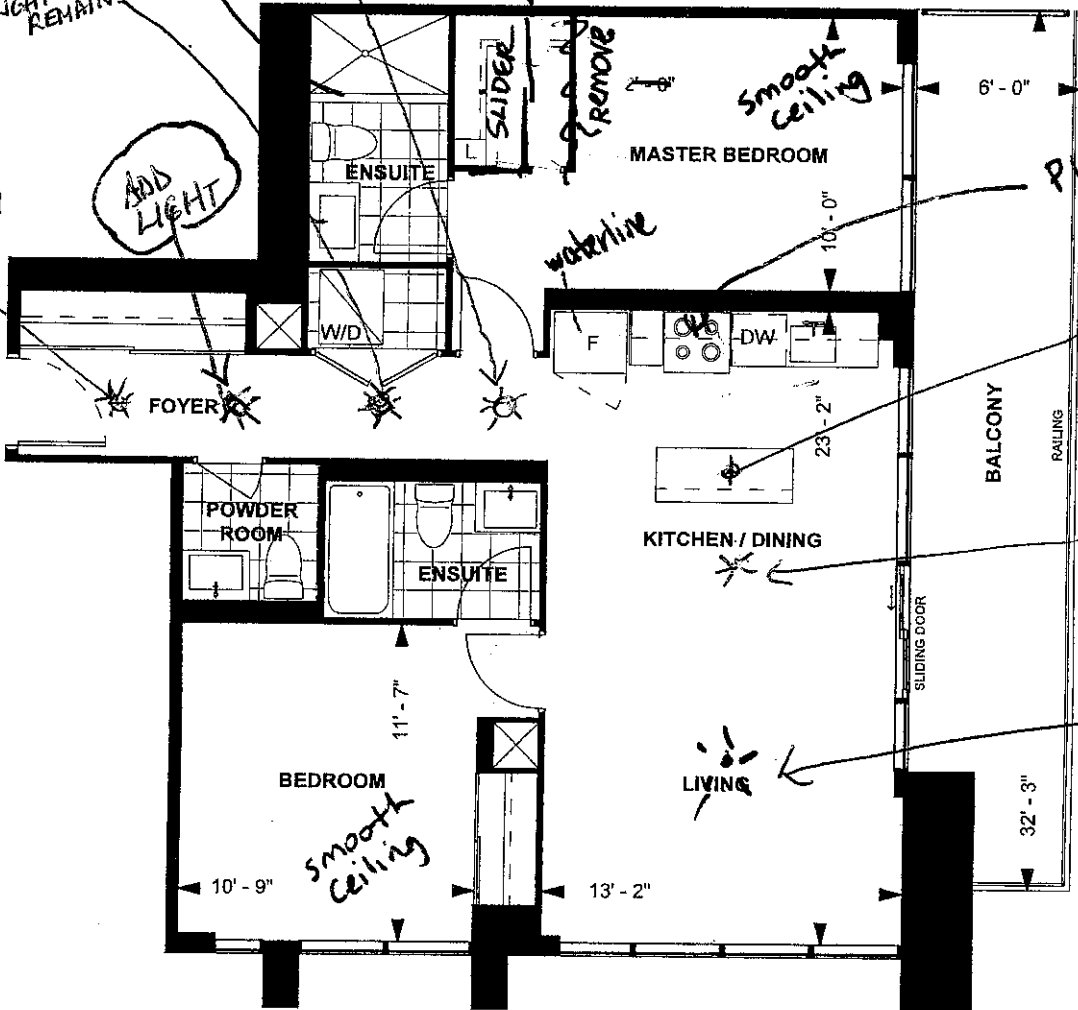 REMAIN
ADD
LIGHT
SLIDER
REMOVE
smooth
ceiling
6' - 0"
L
ENSUITE
MASTER BEDROOM
P
10' - 0"
waterline
W/D
F
DW
FOYER
23' - 2"
BALCONY
RAILING
POWDER
ROOM
ENSUITE
KITCHEN / DINING
SLIDING DOOR
11' - 7"
BEDROOM
LIVING
smooth
ceiling
32' - 3"
10' - 9"
13' - 2"